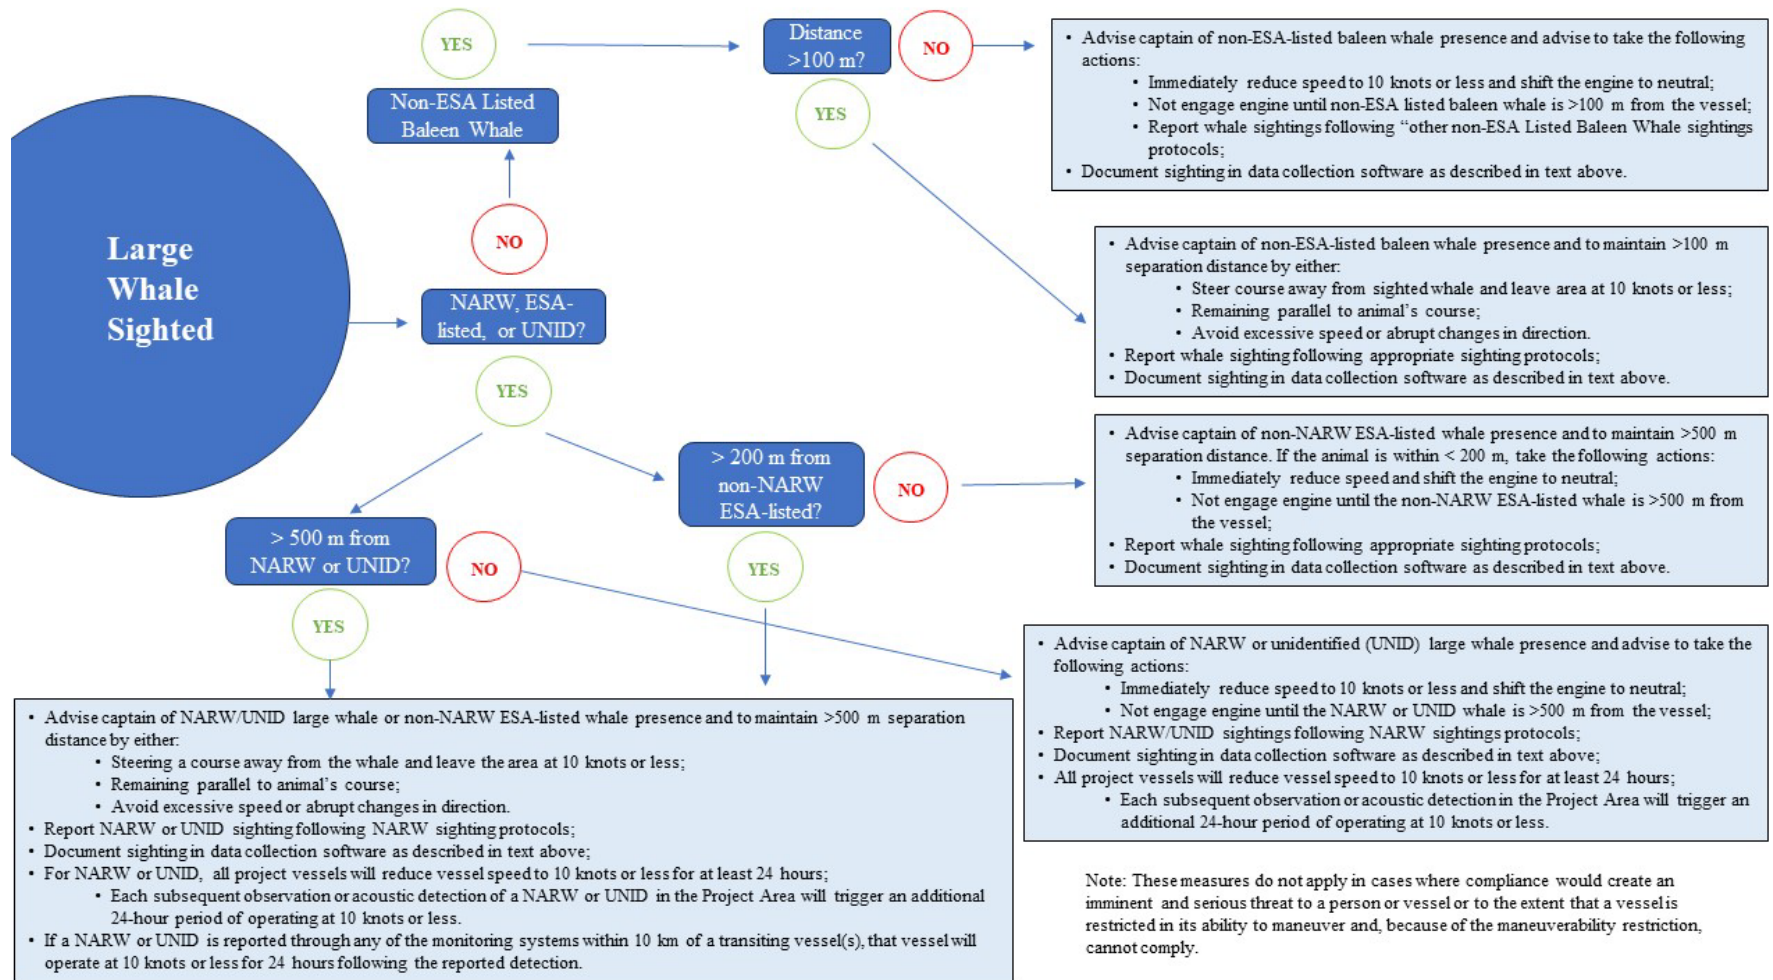 Large
Whale
Sighted
NARW, ESA-
listed, or UNID?
NO
Non-ESA Listed
Baleen Whale
YES
Distance
>100 m?
NO
• Advise captain of non-ESA-listed baleen whale presence and advise to take the following
actions:
• Immediately reduce speed to 10 knots or less and shift the engine to neutral;
• Not engage engine until non-ESA listed baleen whale is >100 m from the vessel;
• Report whale sightings following “other non-ESA Listed Baleen Whale sightings
protocols;
• Document sighting in data collection software as described in text above.
YES
• Advise captain of non-ESA-listed baleen whale presence and to maintain >100 m
separation distance by either:
• Steer course away from sighted whale and leave area at 10 knots or less;
• Remaining parallel to animal’s course;
• Avoid excessive speed or abrupt changes in direction.
• Report whale sighting following appropriate sighting protocols;
• Document sighting in data collection software as described in text above.
YES
> 200 m from
non-NARW
ESA-listed?
NO
• Advise captain of non-NARW ESA-listed whale presence and to maintain >500 m
separation distance. If the animal is within < 200 m, take the following actions:
• Immediately reduce speed and shift the engine to neutral;
• Not engage engine until the non-NARW ESA-listed whale is >500 m from
the vessel;
• Report whale sighting following appropriate sighting protocols;
• Document sighting in data collection software as described in text above.
YES
> 500 m from
NARW or UNID?
NO
• Advise captain of NARW or unidentified (UNID) large whale presence and advise to take the
following actions:
• Immediately reduce speed to 10 knots or less and shift the engine to neutral;
• Not engage engine until the NARW or UNID whale is >500 m from the vessel;
• Report NARW/UNID sightings following NARW sightings protocols;
• Document sighting in data collection software as described in text above;
• All project vessels will reduce vessel speed to 10 knots or less for at least 24 hours;
• Each subsequent observation or acoustic detection in the Project Area will trigger an
additional 24-hour period of operating at 10 knots or less.
YES
• Advise captain of NARW/UNID large whale or non-NARW ESA-listed whale presence and to maintain >500 m separation
distance by either:
• Steering a course away from the whale and leave the area at 10 knots or less;
• Remaining parallel to animal’s course;
• Avoid excessive speed or abrupt changes in direction.
• Report NARW or UNID sighting following NARW sighting protocols;
• Document sighting in data collection software as described in text above;
• For NARW or UNID, all project vessels will reduce vessel speed to 10 knots or less for at least 24 hours;
• Each subsequent observation or acoustic detection of a NARW or UNID in the Project Area will trigger an additional
24-hour period of operating at 10 knots or less.
• If a NARW or UNID is reported through any of the monitoring systems within 10 km of a transiting vessel(s), that vessel will
operate at 10 knots or less for 24 hours following the reported detection.
Note: These measures do not apply in cases where compliance would create an
imminent and serious threat to a person or vessel or to the extent that a vessel is
restricted in its ability to maneuver and, because of the maneuverability restriction,
cannot comply.